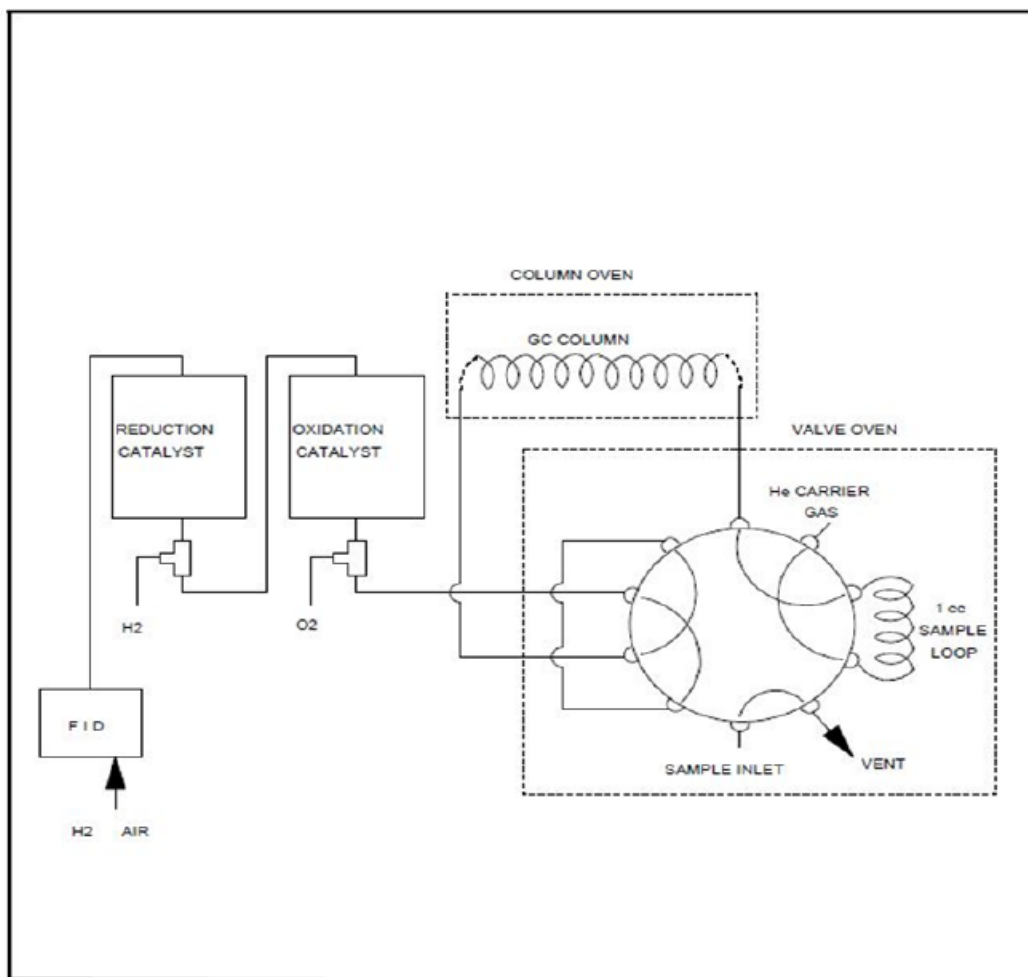 COLUMN OVEN
GC COLUMN
REDUCTION
CATALYST
OXIDATION
CATALYST
VALVE OVEN
He CARRIER
GAS
1 cc
SAMPLE
LOOP
H2
O2
F I D
SAMPLE INLET
VENT
H2 AIR